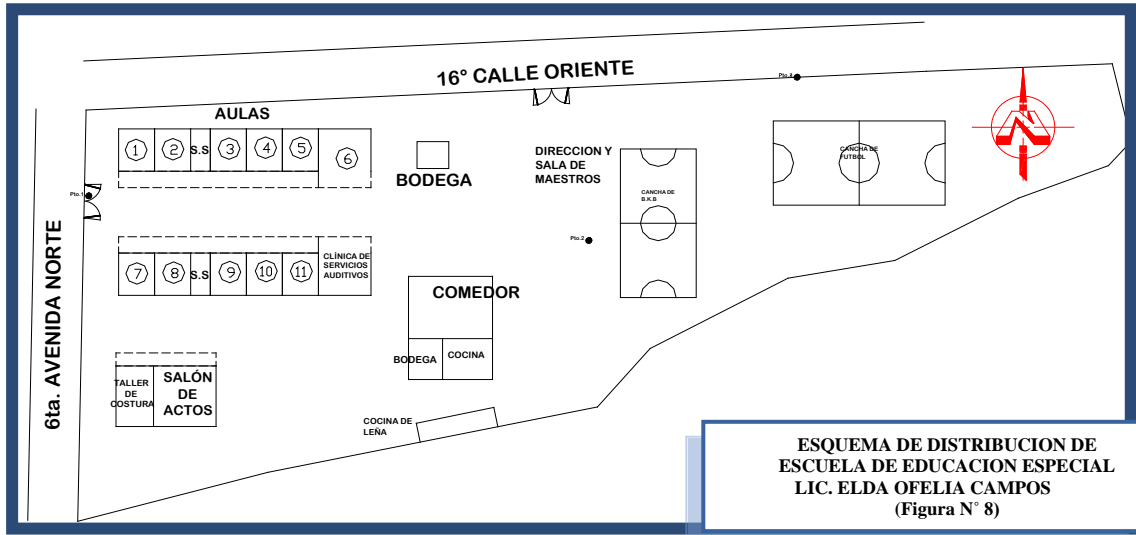 16° CALLE ORIENTE
Pto.3
AULAS
1
2
S.S
3
4
5
6
BODEGA
DIRECCION Y
SALA DE
MAESTROS
CANCHA DE
B.K.B
CANCHA DE
FUTBOL
Pto.1
6ta. AVENIDA NORTE
Pto.2
7
8
S.S
9
10
11
CLÍNICA DE
SERVICIOS
AUDITIVOS
COMEDOR
BODEGA
COCINA
TALLER
DE
COSTURA
SALÓN
DE
ACTOS
COCINA DE
LEÑA
ESQUEMA DE DISTRIBUCION DE
ESCUELA DE EDUCACION ESPECIAL
LIC. ELDA OFELIA CAMPOS
(Figura N° 8)